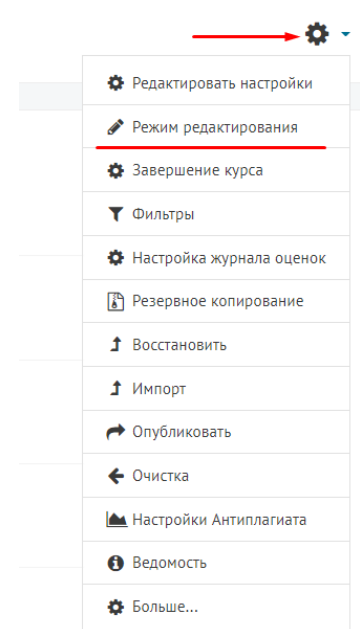 Редактировать настройки
Режим редактирования
Завершение курса
Фильтры
Настройка журнала оценок
Резервное копирование
Восстановить
Импорт
Опубликовать
Очистка
Настройки Антиплагиата
Ведомость
Больше...